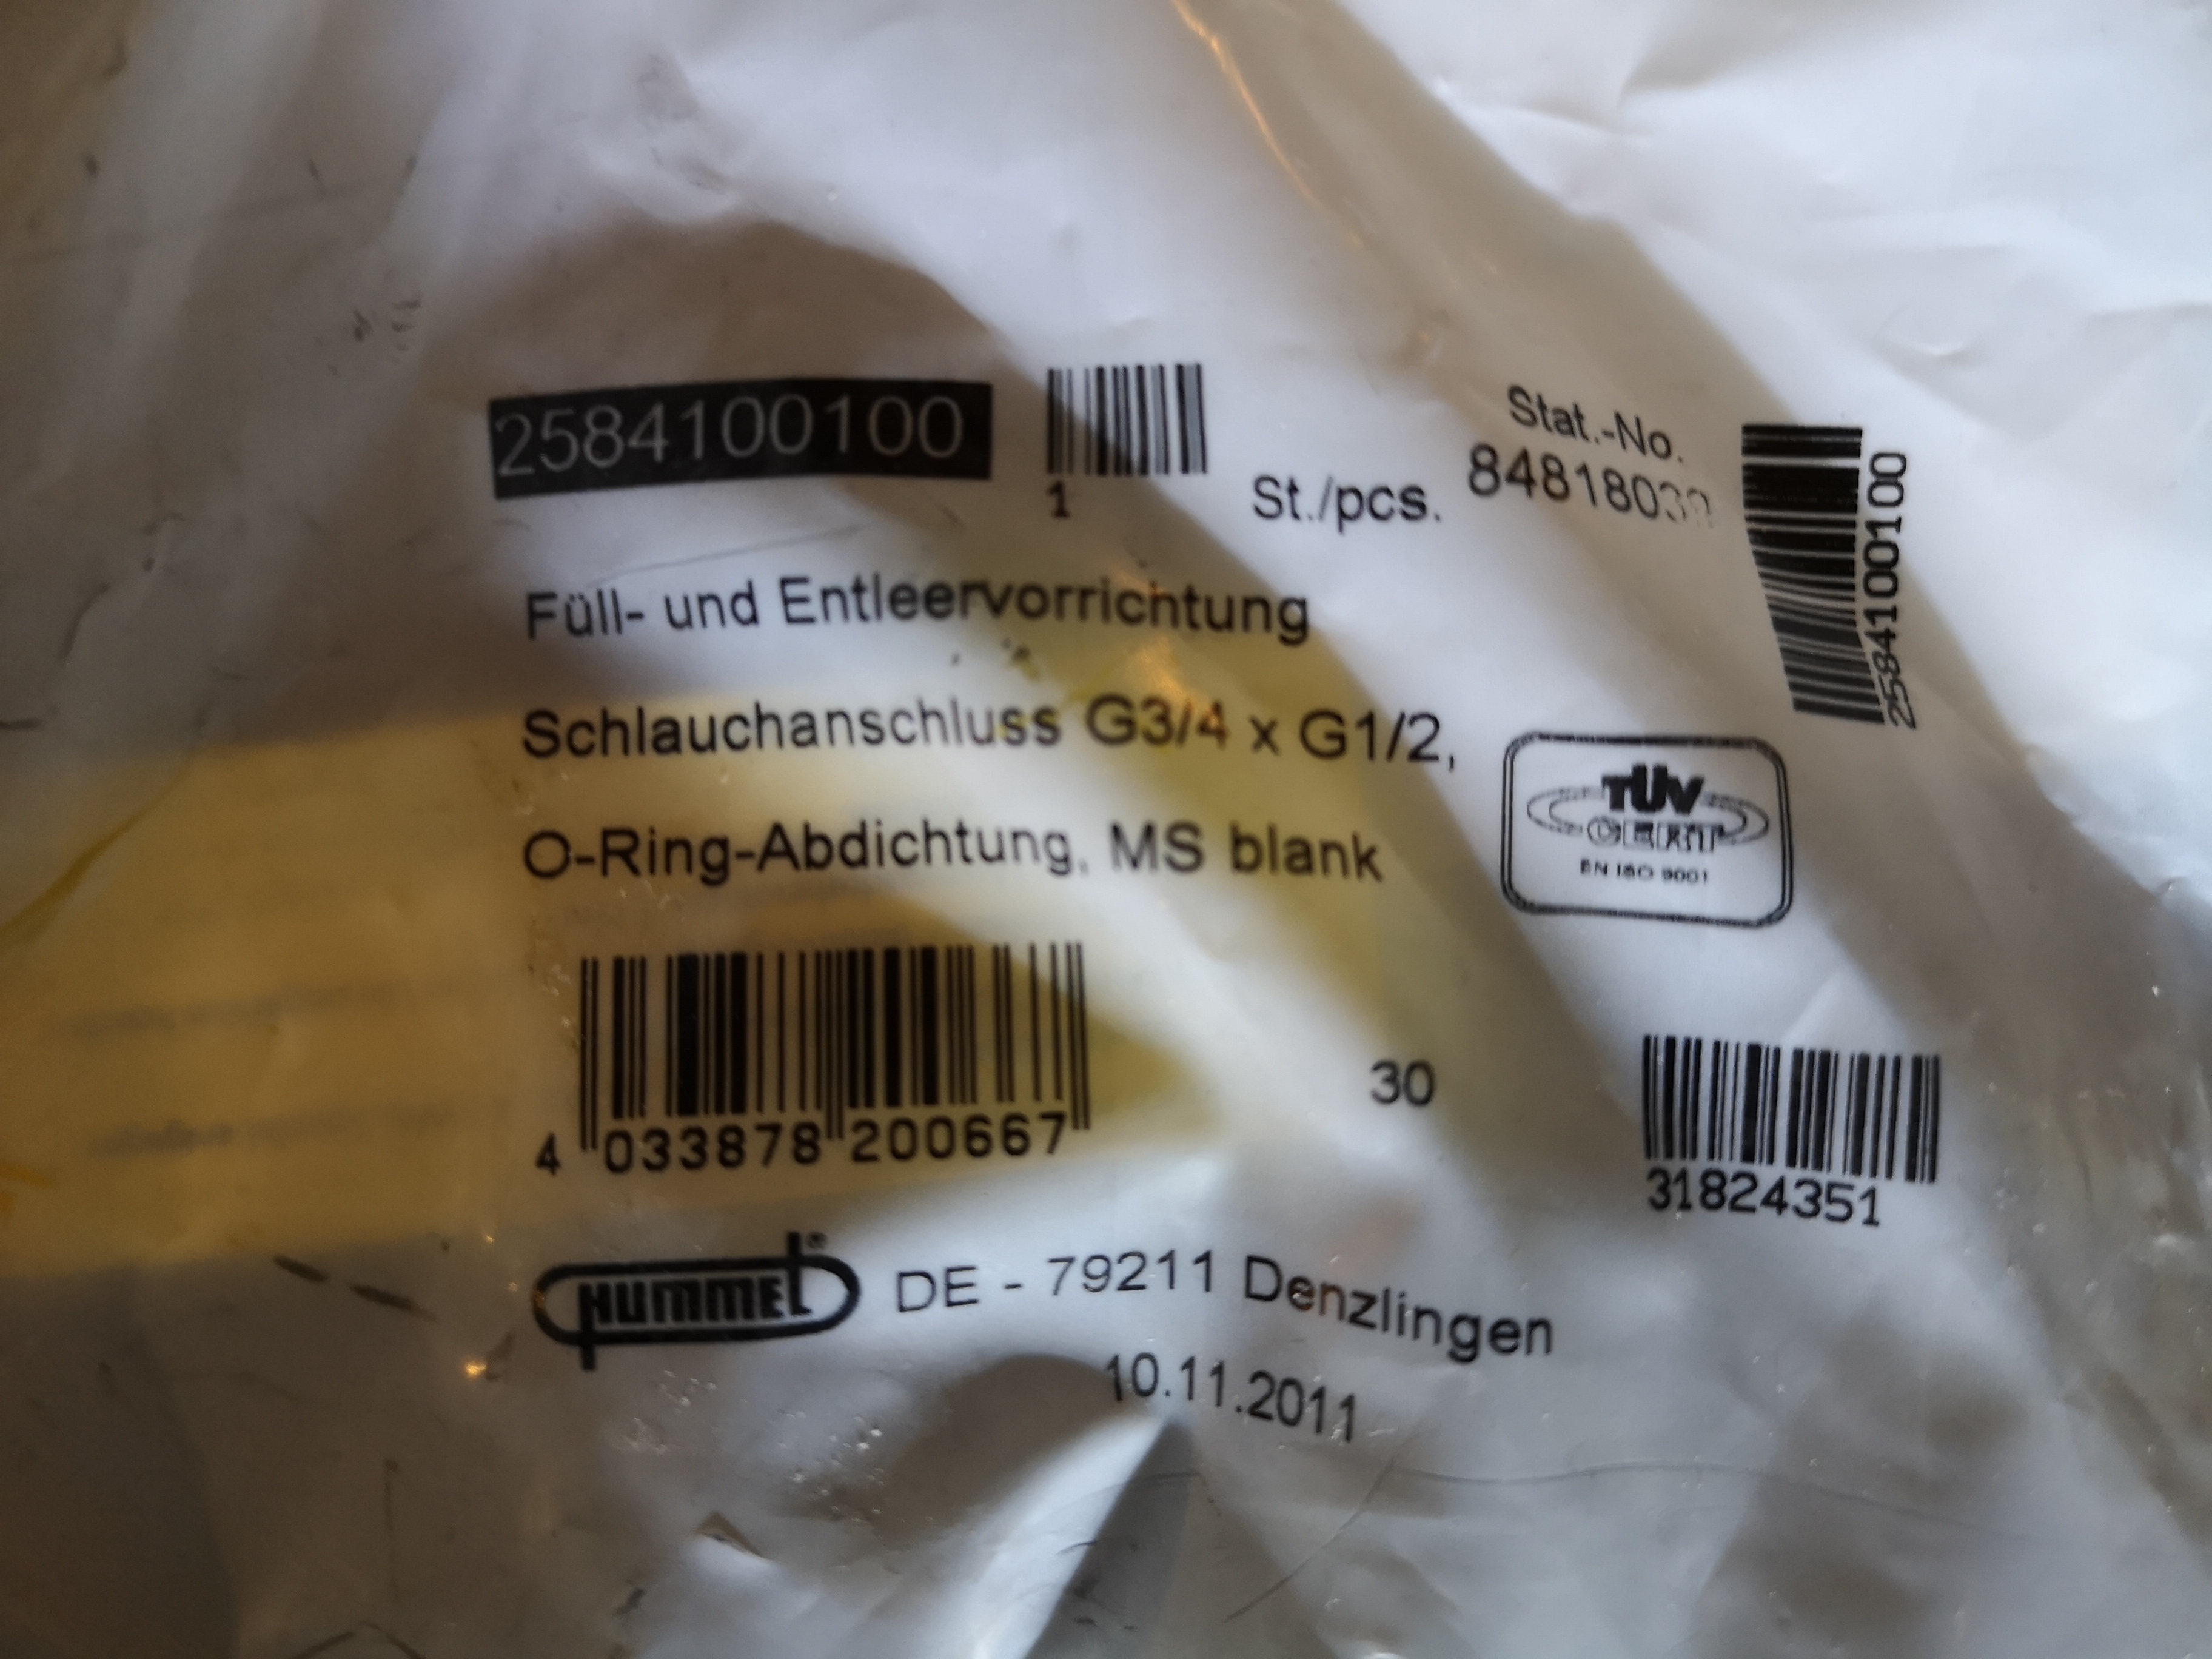 2584100100
1
St./pcs.
Stat.-No.
84818039
2584100100
Füll- und Entleervorrichtung
Schlauchanschluss G3/4 x G1/2,
O-Ring-Abdichtung, MS blank
TÜV
CERT
EN ISO 9001
4 033878 200667
30
31824351
HUMMEL® DE - 79211 Denzlingen
10.11.2011